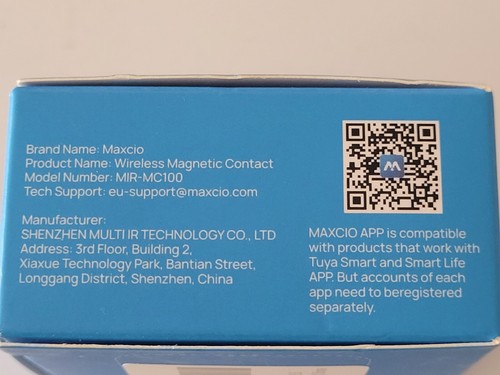 Brand Name: Maxcio
Product Name: Wireless Magnetic Contact
Model Number: MIR-MC100
Tech Support: eu-support@maxcio.com
Manufacturer:
SHENZHEN MULTI IR TECHNOLOGY CO., LTD
Address: 3rd Floor, Building 2,
Xiaxue Technology Park, Bantian Street,
Longgang District, Shenzhen, China
MAXCIO APP is compatible
with products that work with
Tuya Smart and Smart Life
APP. But accounts of each
app need to beregistered
separately.